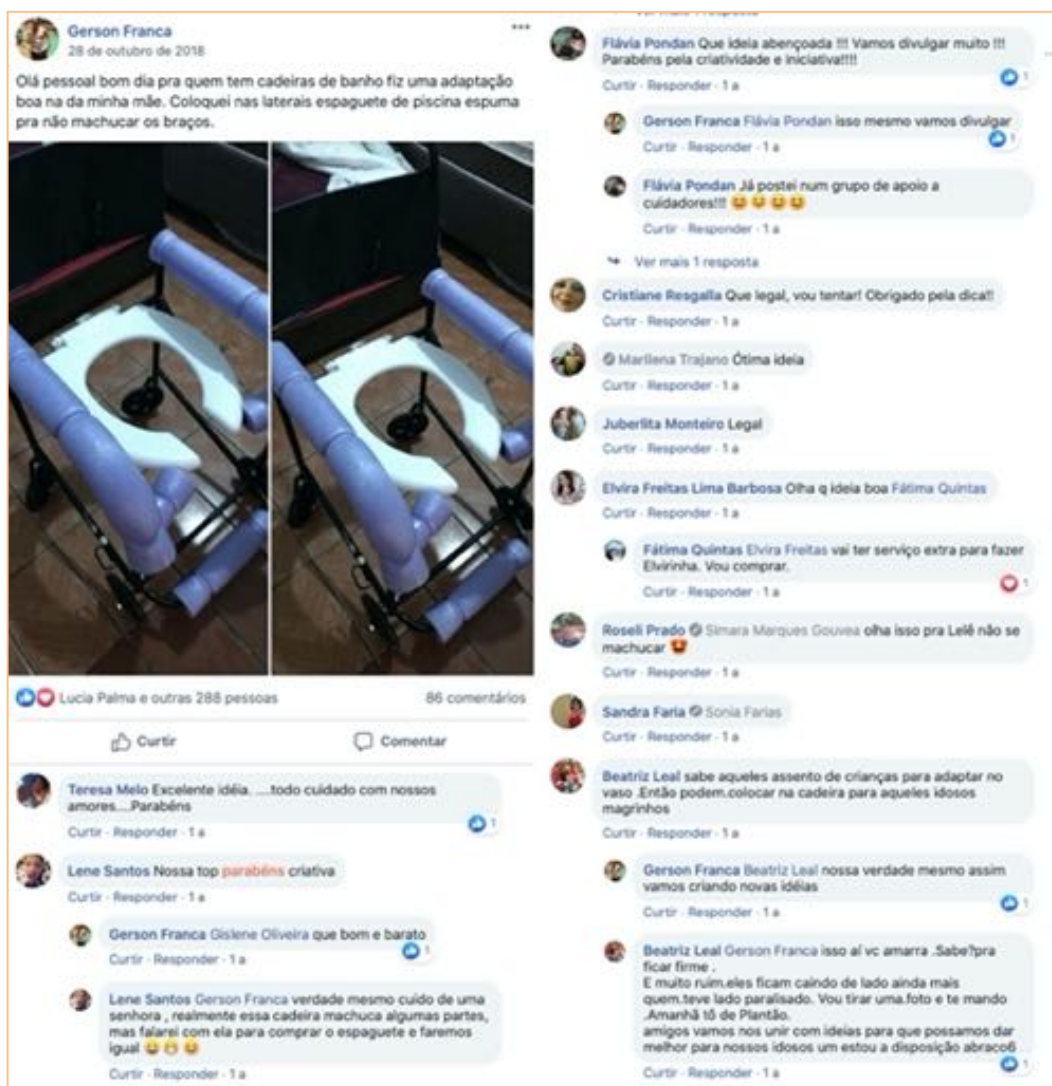 Gerson Franca
28 de outubro de 2018
Olá pessoal bom dia pra quem tem cadeiras de banho fiz uma adaptação
boa na da minha mãe. Coloquei nas laterais espaguete de piscina espuma
pra não machucar os braços.
Lucia Palma e outras 288 pessoas
86 comentários
Curtir
Comentar
Teresa Melo Excelente idéia. ....todo cuidado com nossos
amores....Parabéns
Curtir · Responder · 1 a
1
Lene Santos Nossa top parabéns criativa
Curtir · Responder · 1 a
Gerson Franca Gislene Oliveira que bom e barato
Curtir · Responder · 1 a
1
Lene Santos Gerson Franca verdade mesmo cuido de uma
senhora , realmente essa cadeira machuca algumas partes,
mas falarei com ela para comprar o espaguete e faremos
igual
Curtir · Responder · 1 a
Ver mais 1 resposta
Flávia Pondan Que ideia abençoada !!! Vamos divulgar muito !!!
Parabéns pela criatividade e iniciativa!!!!
Curtir · Responder · 1 a
1
Gerson Franca Flávia Pondan isso mesmo vamos divulgar
Curtir · Responder · 1 a
1
Flávia Pondan Já postei num grupo de apoio a
cuidadores!!! 😆😆😆😆
Curtir · Responder · 1 a
Ver mais 1 resposta
Cristiane Resgalla Que legal, vou tentar! Obrigado pela dica!!
Curtir · Responder · 1 a
Marilena Trajano Ótima ideia
Curtir · Responder · 1 a
Juberlita Monteiro Legal
Curtir · Responder · 1 a
Elvira Freitas Lima Barbosa Olha q ideia boa Fátima Quintas
Curtir · Responder · 1 a
Fátima Quintas Elvira Freitas vai ter serviço extra para fazer
Elvirinha. Vou comprar.
Curtir · Responder · 1 a
1
Roseli Prado Simara Marques Gouvea olha isso pra Lelê não se
machucar 😍
Curtir · Responder · 1 a
Sandra Faria Sonia Farias
Curtir · Responder · 1 a
Beatriz Leal sabe aqueles assento de crianças para adaptar no
vaso .Então podem.colocar na cadeira para aqueles idosos
magrinhos
Curtir · Responder · 1 a
Gerson Franca Beatriz Leal nossa verdade mesmo assim
vamos criando novas idéias
Curtir · Responder · 1 a
1
Beatriz Leal Gerson Franca isso aí vc amarra .Sabe?pra
ficar firme .
E muito ruim.eles ficam caindo de lado ainda mais
quem.teve lado paralisado. Vou tirar uma.foto e te mando
.Amanhã tô de Plantão.
amigos vamos nos unir com ideias para que possamos dar
melhor para nossos idosos um estou a disposição abraco6
Curtir · Responder · 1 a
1